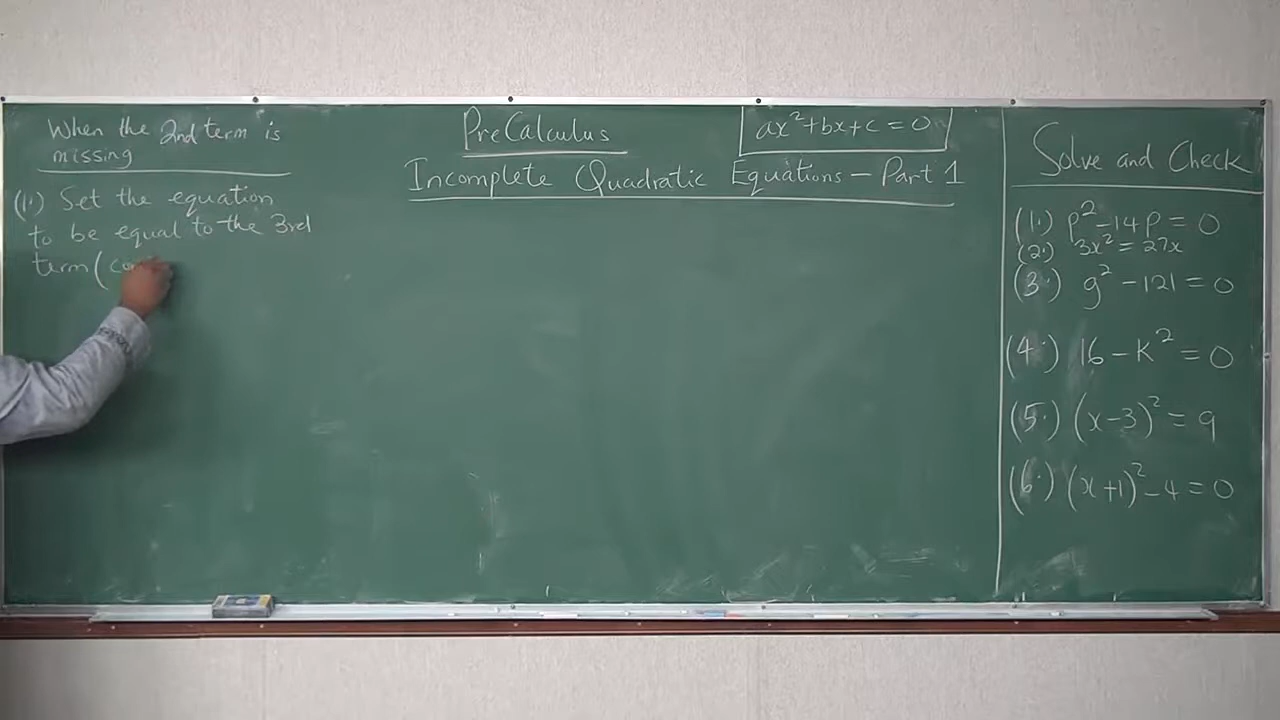 When the 2nd term is
missing
(1.) Set the equation
to be equal to the 3rd
term (co
PreCalculus
ax²+bx+c=0
Incomplete Quadratic Equations – Part 1
Solve and Check
(1.) p²-14p=0
(2.) 3x²=27x
(3.) g²-121=0
(4.) 16-k²=0
(5.) (x-3)²=9
(6.) (x+1)²-4=0